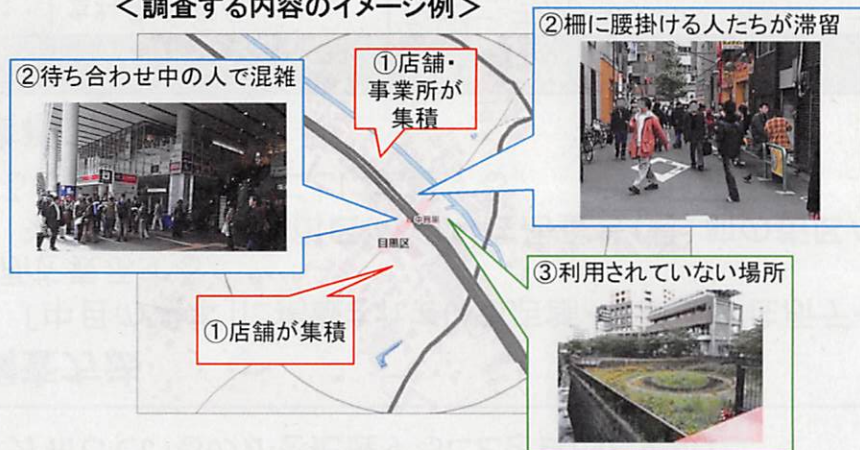 ＜調査する内容のイメージ例＞
②柵に腰掛ける人たちが滞留
②待ち合わせ中の人で混雑
①店舗・
事業所が
集積
中目黒
目黒区
①店舗が集積
③利用されていない場所